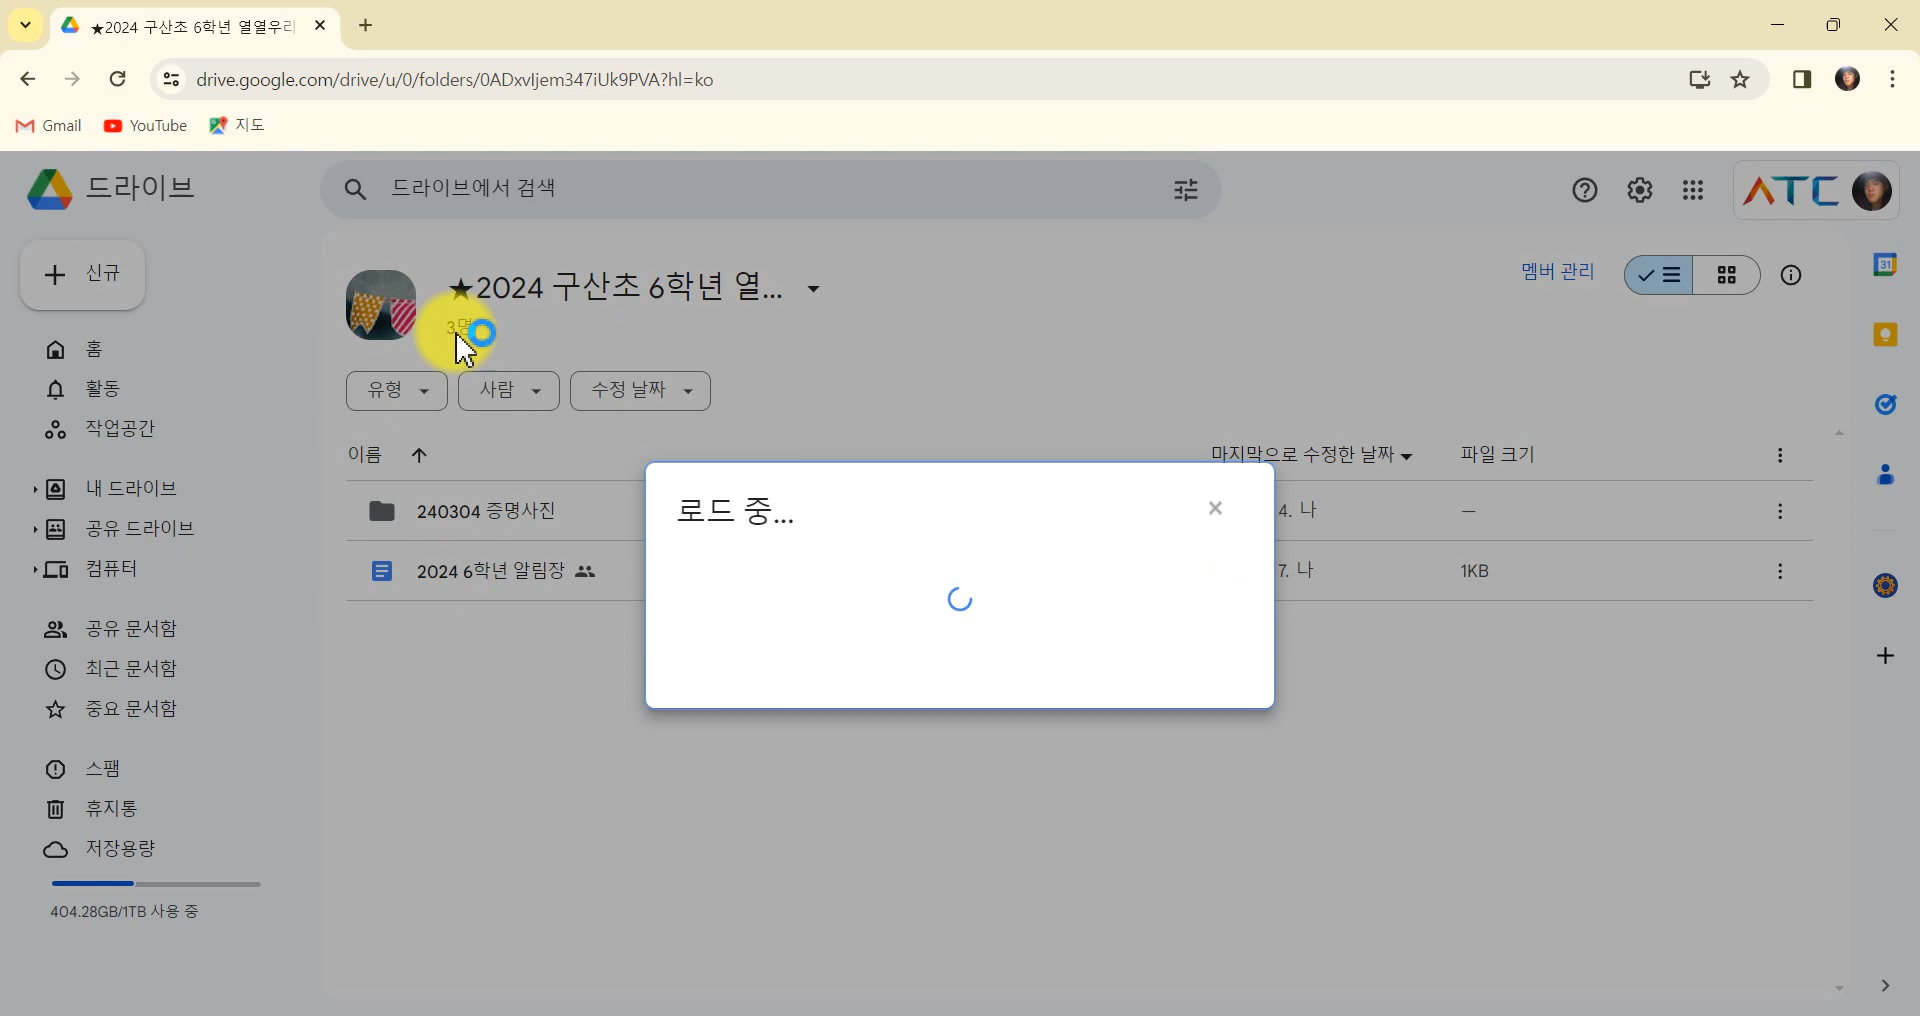 ★2024 구산초 6학년 열열우리
drive.google.com/drive/u/0/folders/0ADxvljem347iUk9PVA?hl=ko
Gmail
YouTube
지도
드라이브
드라이브에서 검색
ATC
신규
★2024 구산초 6학년 열...
멤버 관리
3명
유형
사람
수정 날짜
홈
활동
작업공간
내 드라이브
공유 드라이브
컴퓨터
공유 문서함
최근 문서함
중요 문서함
스팸
휴지통
저장용량
404.28GB/1TB 사용 중
이름
마지막으로 수정한 날짜
파일 크기
240304 증명사진
4. 나
—
2024 6학년 알림장
7. 나
1KB
로드 중...
31